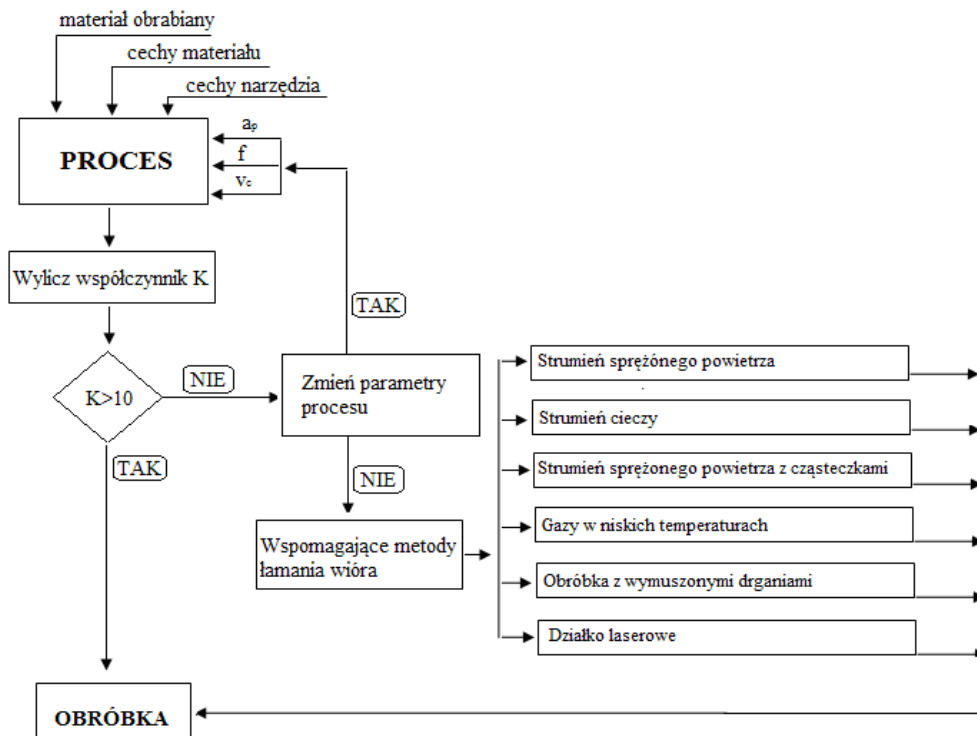 materiał obrabiany
cechy materiału
cechy narzędzia
PROCES
aₚ
f
v꜀
Wylicz współczynnik K
TAK
K>10
NIE
Zmień parametry
procesu
TAK
NIE
Wspomagające metody
łamania wióra
Strumień sprężónego powietrza
Strumień cieczy
Strumień sprężonego powietrza z cząsteczkami
Gazy w niskich temperaturach
Obróbka z wymuszonymi drganiami
Działko laserowe
OBRÓBKA